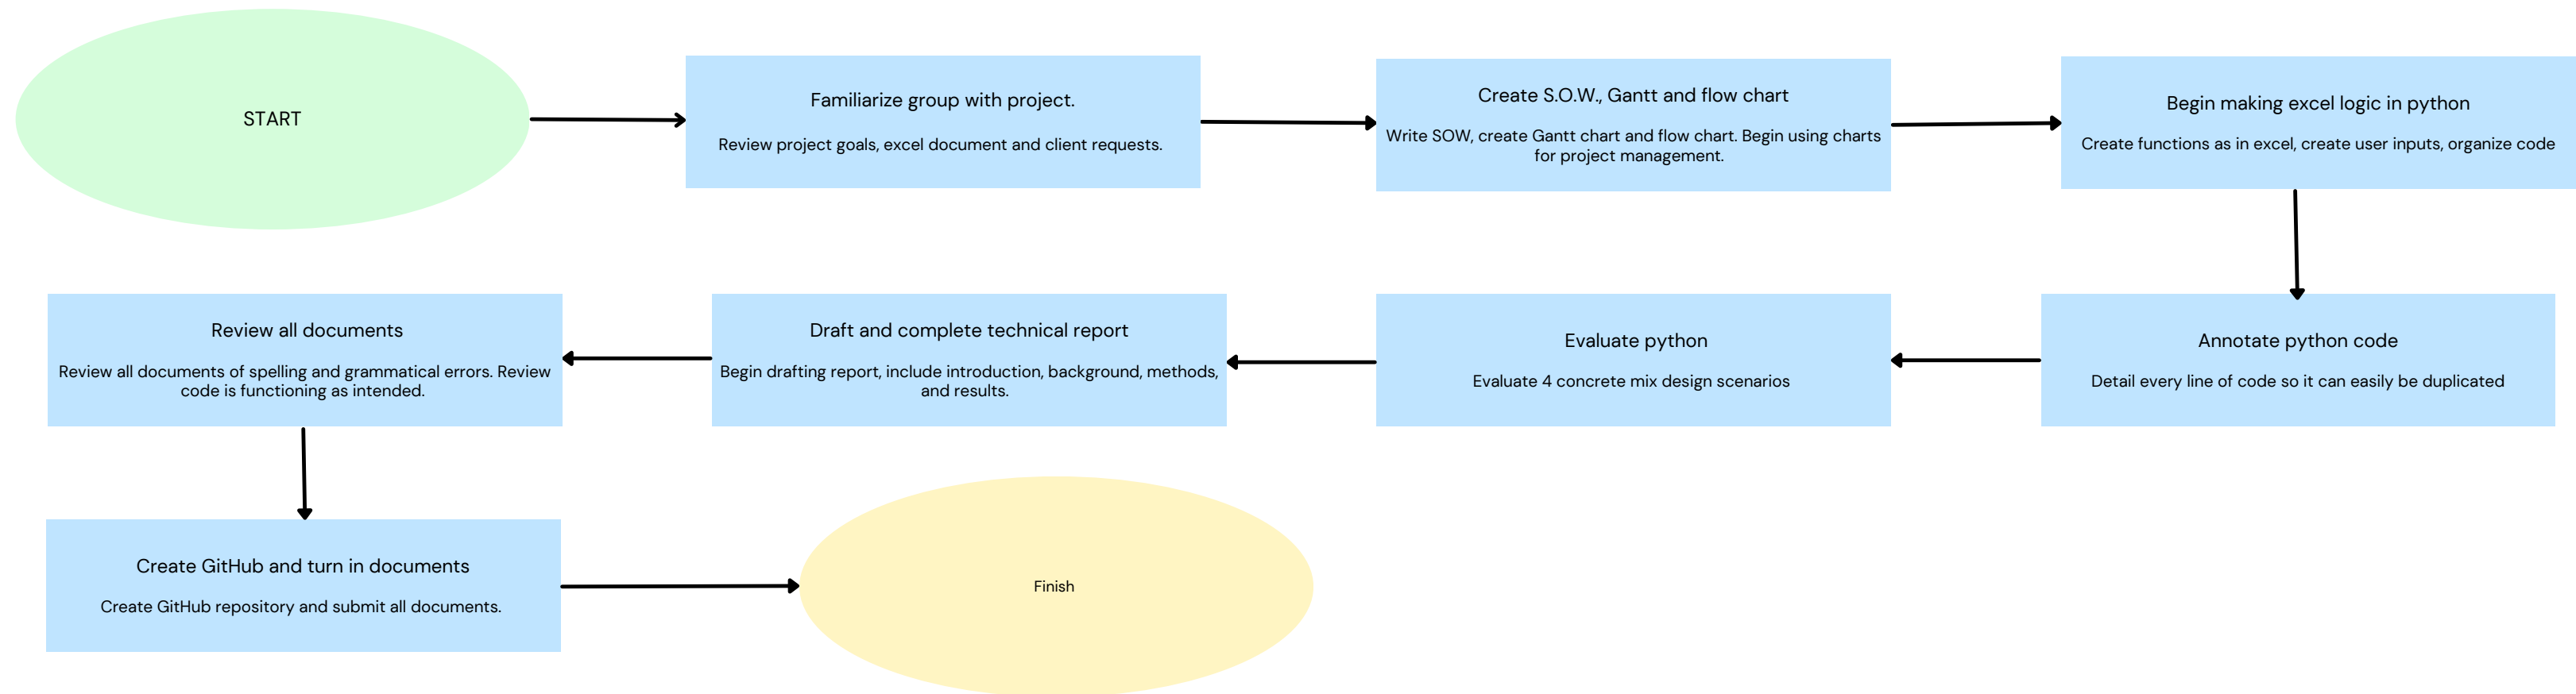 START
Familiarize group with project.
Review project goals, excel document and client requests.
Create S.O.W., Gantt and flow chart
Write SOW, create Gantt chart and flow chart. Begin using charts
for project management.
Begin making excel logic in python
Create functions as in excel, create user inputs, organize code
Annotate python code
Detail every line of code so it can easily be duplicated
Evaluate python
Evaluate 4 concrete mix design scenarios
Draft and complete technical report
Begin drafting report, include introduction, background, methods,
and results.
Review all documents
Review all documents of spelling and grammatical errors. Review
code is functioning as intended.
Create GitHub and turn in documents
Create GitHub repository and submit all documents.
Finish